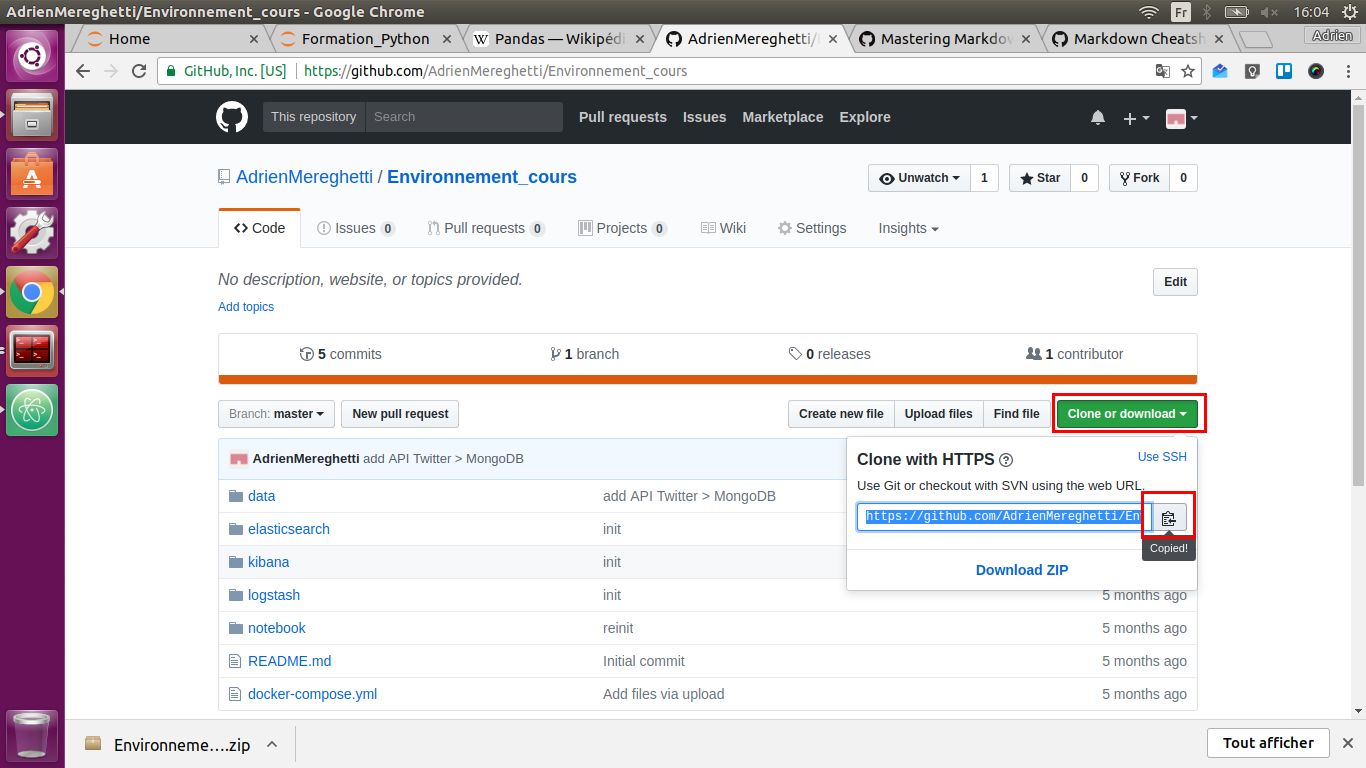 AdrienMereghetti/Environnement_cours - Google Chrome Fr 16:04
Home Formation_Python Pandas — Wikipédi AdrienMereghetti/ Mastering Markdow Markdown Cheatsh Adrien
GitHub, Inc. [US] https://github.com/AdrienMereghetti/Environnement_cours
This repository Search Pull requests Issues Marketplace Explore
AdrienMereghetti / Environnement_cours Unwatch 1 Star 0 Fork 0
Code Issues 0 Pull requests 0 Projects 0 Wiki Settings Insights
No description, website, or topics provided. Edit
Add topics
5 commits 1 branch 0 releases 1 contributor
Branch: master New pull request Create new file Upload files Find file Clone or download
AdrienMereghetti add API Twitter > MongoDB
Clone with HTTPS Use SSH
Use Git or checkout with SVN using the web URL.
https://github.com/AdrienMereghetti/En
Copied!
Download ZIP
data add API Twitter > MongoDB
elasticsearch init
kibana init
logstash init 5 months ago
notebook reinit 5 months ago
README.md Initial commit 5 months ago
docker-compose.yml Add files via upload 5 months ago
Environneme….zip Tout afficher